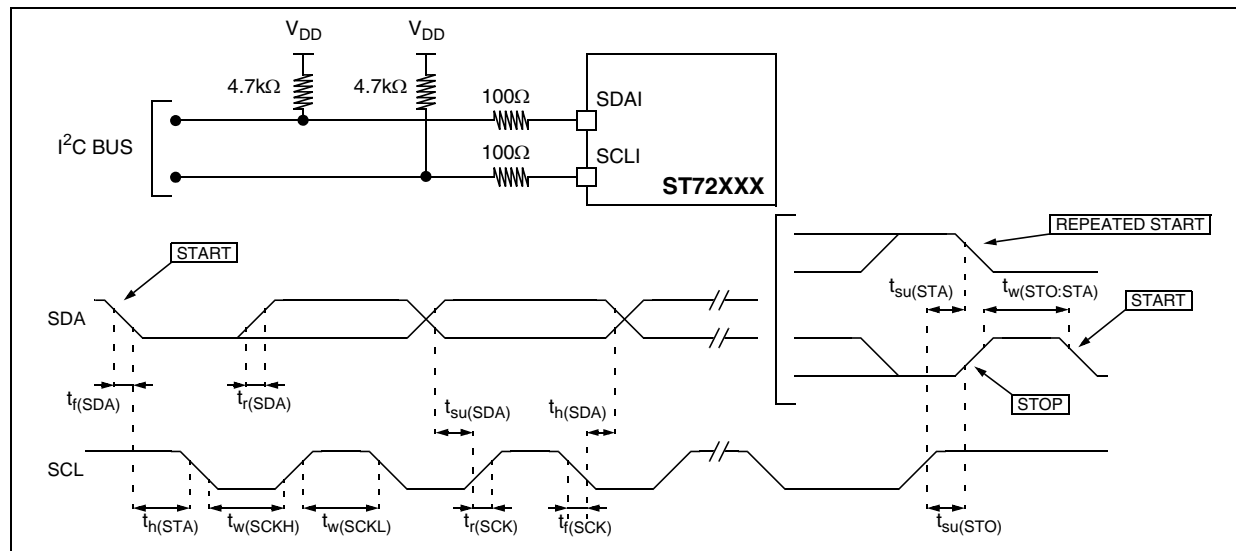 VDD VDD
4.7kΩ 4.7kΩ
100Ω
SDAI
I2C BUS
100Ω
SCLI
ST72XXX
REPEATED START
START
tsu(STA) tw(STO:STA)
START
SDA
tf(SDA) tr(SDA)
tsu(SDA) th(SDA)
STOP
SCL
th(STA) tw(SCKH) tw(SCKL) tr(SCK) tf(SCK) tsu(STO)